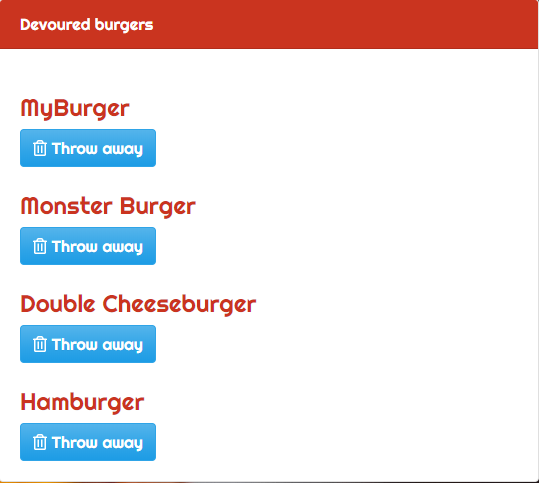 Devoured burgers
MyBurger
Throw away
Monster Burger
Throw away
Double Cheeseburger
Throw away
Hamburger
Throw away